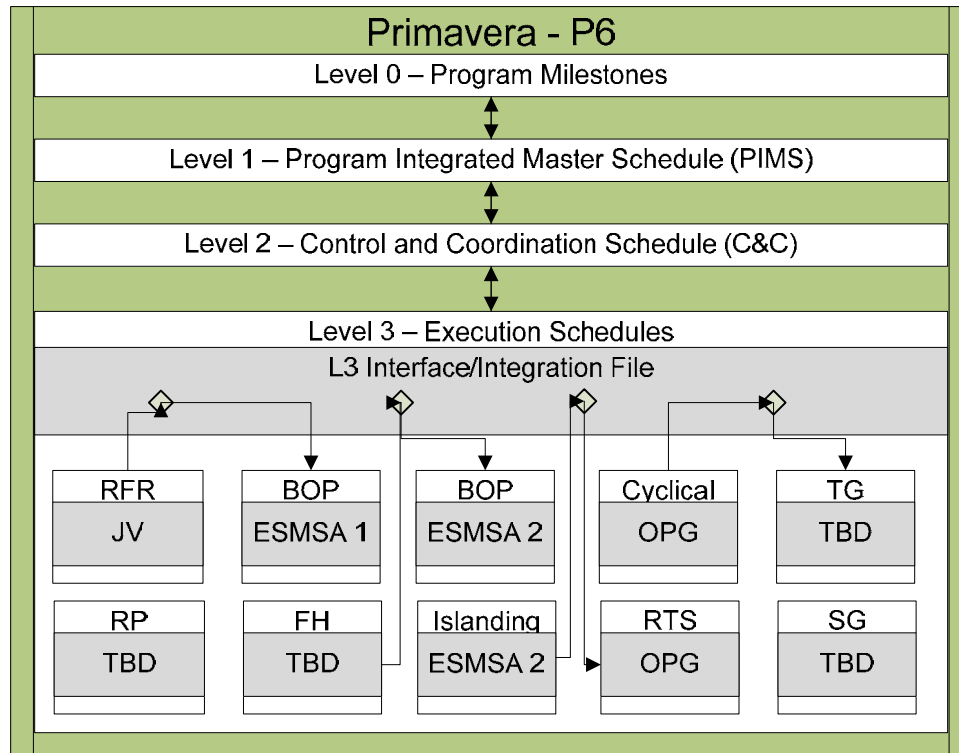 Primavera - P6
Level 0 – Program Milestones
Level 1 – Program Integrated Master Schedule (PIMS)
Level 2 – Control and Coordination Schedule (C&C)
Level 3 – Execution Schedules
L3 Interface/Integration File
RFR
JV
BOP
ESMSA 1
BOP
ESMSA 2
Cyclical
OPG
TG
TBD
RP
TBD
FH
TBD
Islanding
ESMSA 2
RTS
OPG
SG
TBD